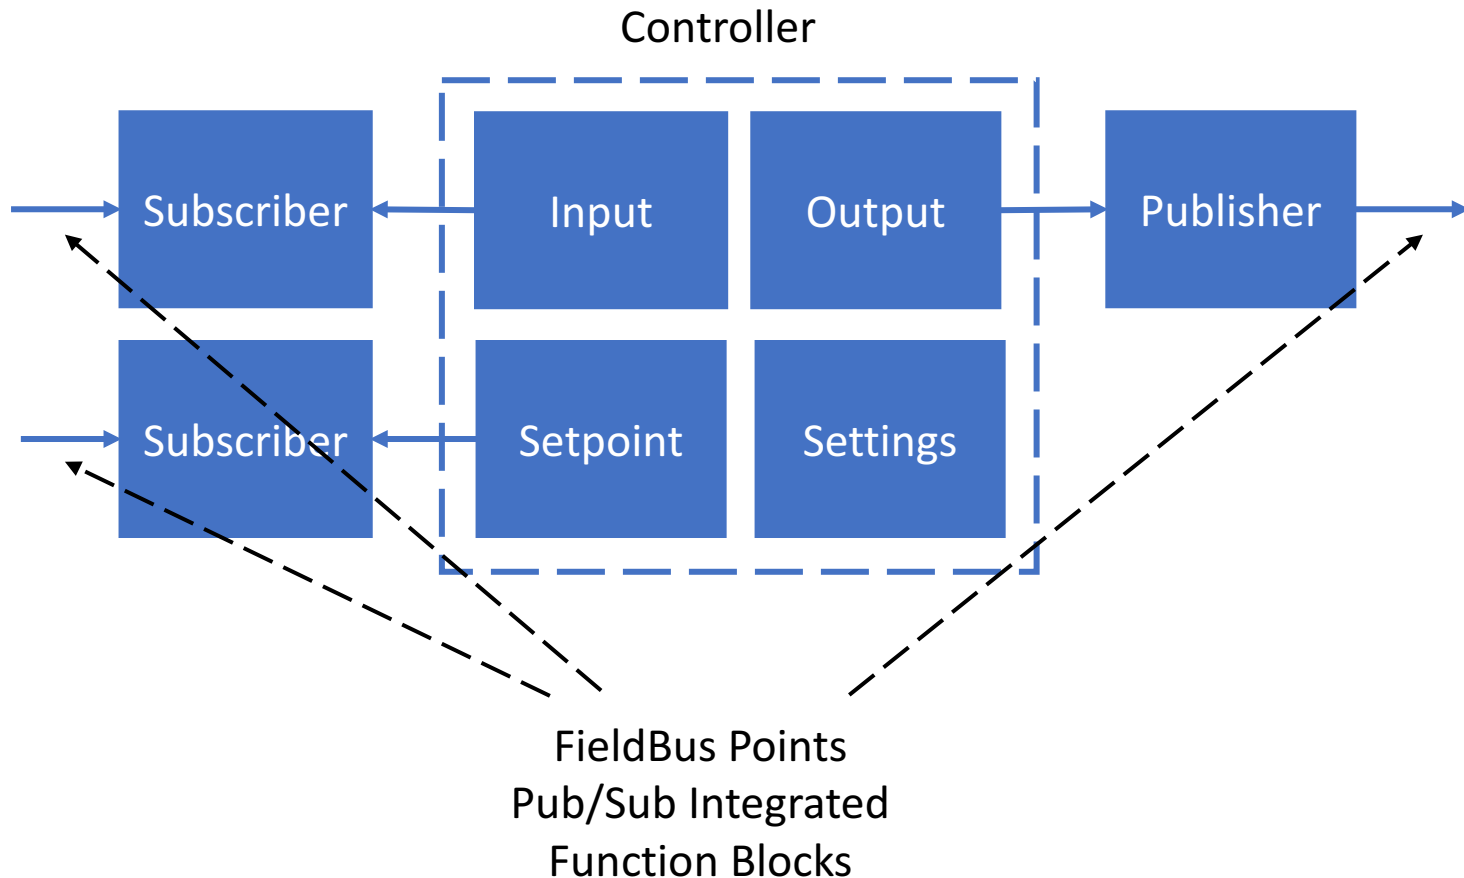 Controller
Subscriber
Input
Output
Publisher
Subscriber
Setpoint
Settings
FieldBus Points
Pub/Sub Integrated
Function Blocks